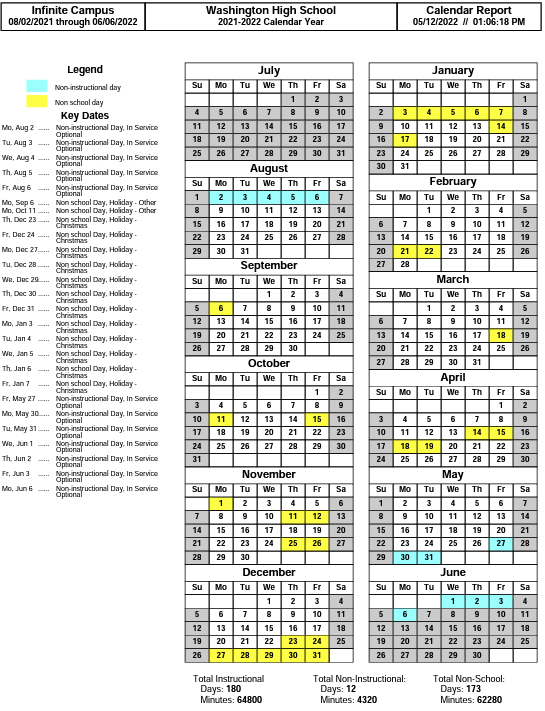 Infinite Campus
08/02/2021 through 06/06/2022
Washington High School
2021-2022 Calendar Year
Calendar Report
05/12/2022 // 01:06:18 PM
Legend
Non-instructional day
Non school day
Key Dates
Mo, Aug 2 ...... Non-instructional Day, In Service
Optional
Tu, Aug 3 ...... Non-instructional Day, In Service
Optional
We, Aug 4 ...... Non-instructional Day, In Service
Optional
Th, Aug 5 ...... Non-instructional Day, In Service
Optional
Fr, Aug 6 ...... Non-instructional Day, In Service
Optional
Mo, Sep 6 ...... Non school Day, Holiday - Other
Mo, Oct 11 ...... Non school Day, Holiday - Other
Th, Dec 23 ...... Non school Day, Holiday -
Christmas
Fr, Dec 24 ...... Non school Day, Holiday -
Christmas
Mo, Dec 27 ...... Non school Day, Holiday -
Christmas
Tu, Dec 28 ...... Non school Day, Holiday -
Christmas
We, Dec 29 ...... Non school Day, Holiday -
Christmas
Th, Dec 30 ...... Non school Day, Holiday -
Christmas
Fr, Dec 31 ...... Non school Day, Holiday -
Christmas
Mo, Jan 3 ...... Non school Day, Holiday -
Christmas
Tu, Jan 4 ...... Non school Day, Holiday -
Christmas
We, Jan 5 ...... Non school Day, Holiday -
Christmas
Th, Jan 6 ...... Non school Day, Holiday -
Christmas
Fr, Jan 7 ...... Non school Day, Holiday -
Christmas
Fr, May 27 ...... Non-instructional Day, In Service
Optional
Mo, May 30 ...... Non-instructional Day, In Service
Optional
Tu, May 31 ...... Non-instructional Day, In Service
Optional
We, Jun 1 ...... Non-instructional Day, In Service
Optional
Th, Jun 2 ...... Non-instructional Day, In Service
Optional
Fr, Jun 3 ...... Non-instructional Day, In Service
Optional
Mo, Jun 6 ...... Non-instructional Day, In Service
Optional
July
Su Mo Tu We Th Fr Sa
1 2 3
4 5 6 7 8 9 10
11 12 13 14 15 16 17
18 19 20 21 22 23 24
25 26 27 28 29 30 31
August
Su Mo Tu We Th Fr Sa
1 2 3 4 5 6 7
8 9 10 11 12 13 14
15 16 17 18 19 20 21
22 23 24 25 26 27 28
29 30 31
September
Su Mo Tu We Th Fr Sa
1 2 3 4
5 6 7 8 9 10 11
12 13 14 15 16 17 18
19 20 21 22 23 24 25
26 27 28 29 30
October
Su Mo Tu We Th Fr Sa
1 2
3 4 5 6 7 8 9
10 11 12 13 14 15 16
17 18 19 20 21 22 23
24 25 26 27 28 29 30
31
November
Su Mo Tu We Th Fr Sa
1 2 3 4 5 6
7 8 9 10 11 12 13
14 15 16 17 18 19 20
21 22 23 24 25 26 27
28 29 30
December
Su Mo Tu We Th Fr Sa
1 2 3 4
5 6 7 8 9 10 11
12 13 14 15 16 17 18
19 20 21 22 23 24 25
26 27 28 29 30 31
January
Su Mo Tu We Th Fr Sa
1
2 3 4 5 6 7 8
9 10 11 12 13 14 15
16 17 18 19 20 21 22
23 24 25 26 27 28 29
30 31
February
Su Mo Tu We Th Fr Sa
1 2 3 4 5
6 7 8 9 10 11 12
13 14 15 16 17 18 19
20 21 22 23 24 25 26
27 28
March
Su Mo Tu We Th Fr Sa
1 2 3 4 5
6 7 8 9 10 11 12
13 14 15 16 17 18 19
20 21 22 23 24 25 26
27 28 29 30 31
April
Su Mo Tu We Th Fr Sa
1 2
3 4 5 6 7 8 9
10 11 12 13 14 15 16
17 18 19 20 21 22 23
24 25 26 27 28 29 30
May
Su Mo Tu We Th Fr Sa
1 2 3 4 5 6 7
8 9 10 11 12 13 14
15 16 17 18 19 20 21
22 23 24 25 26 27 28
29 30 31
June
Su Mo Tu We Th Fr Sa
1 2 3 4
5 6 7 8 9 10 11
12 13 14 15 16 17 18
19 20 21 22 23 24 25
26 27 28 29 30
Total Instructional
Days: 180
Minutes: 64800
Total Non-Instructional:
Days: 12
Minutes: 4320
Total Non-School:
Days: 173
Minutes: 62280